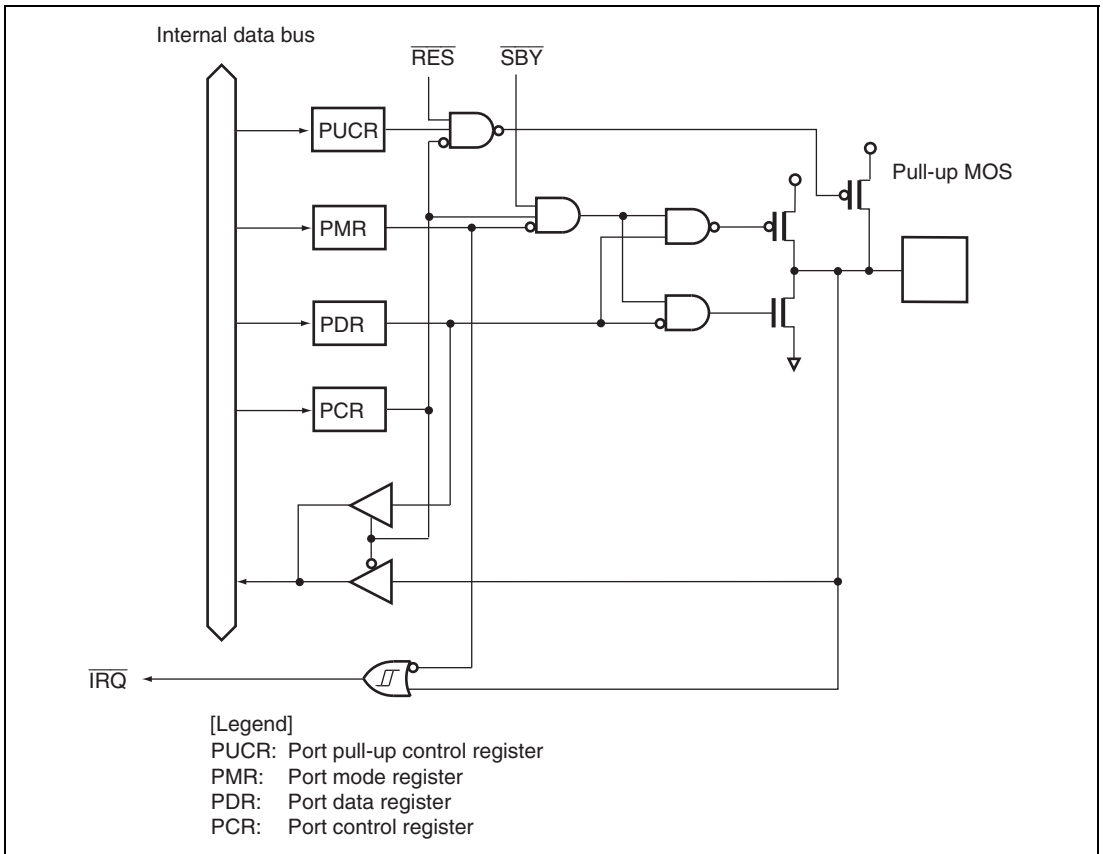 Internal data bus
RES
SBY
PUCR
Pull-up MOS
PMR
PDR
PCR
IRQ
[Legend]
PUCR: Port pull-up control register
PMR: Port mode register
PDR: Port data register
PCR: Port control register